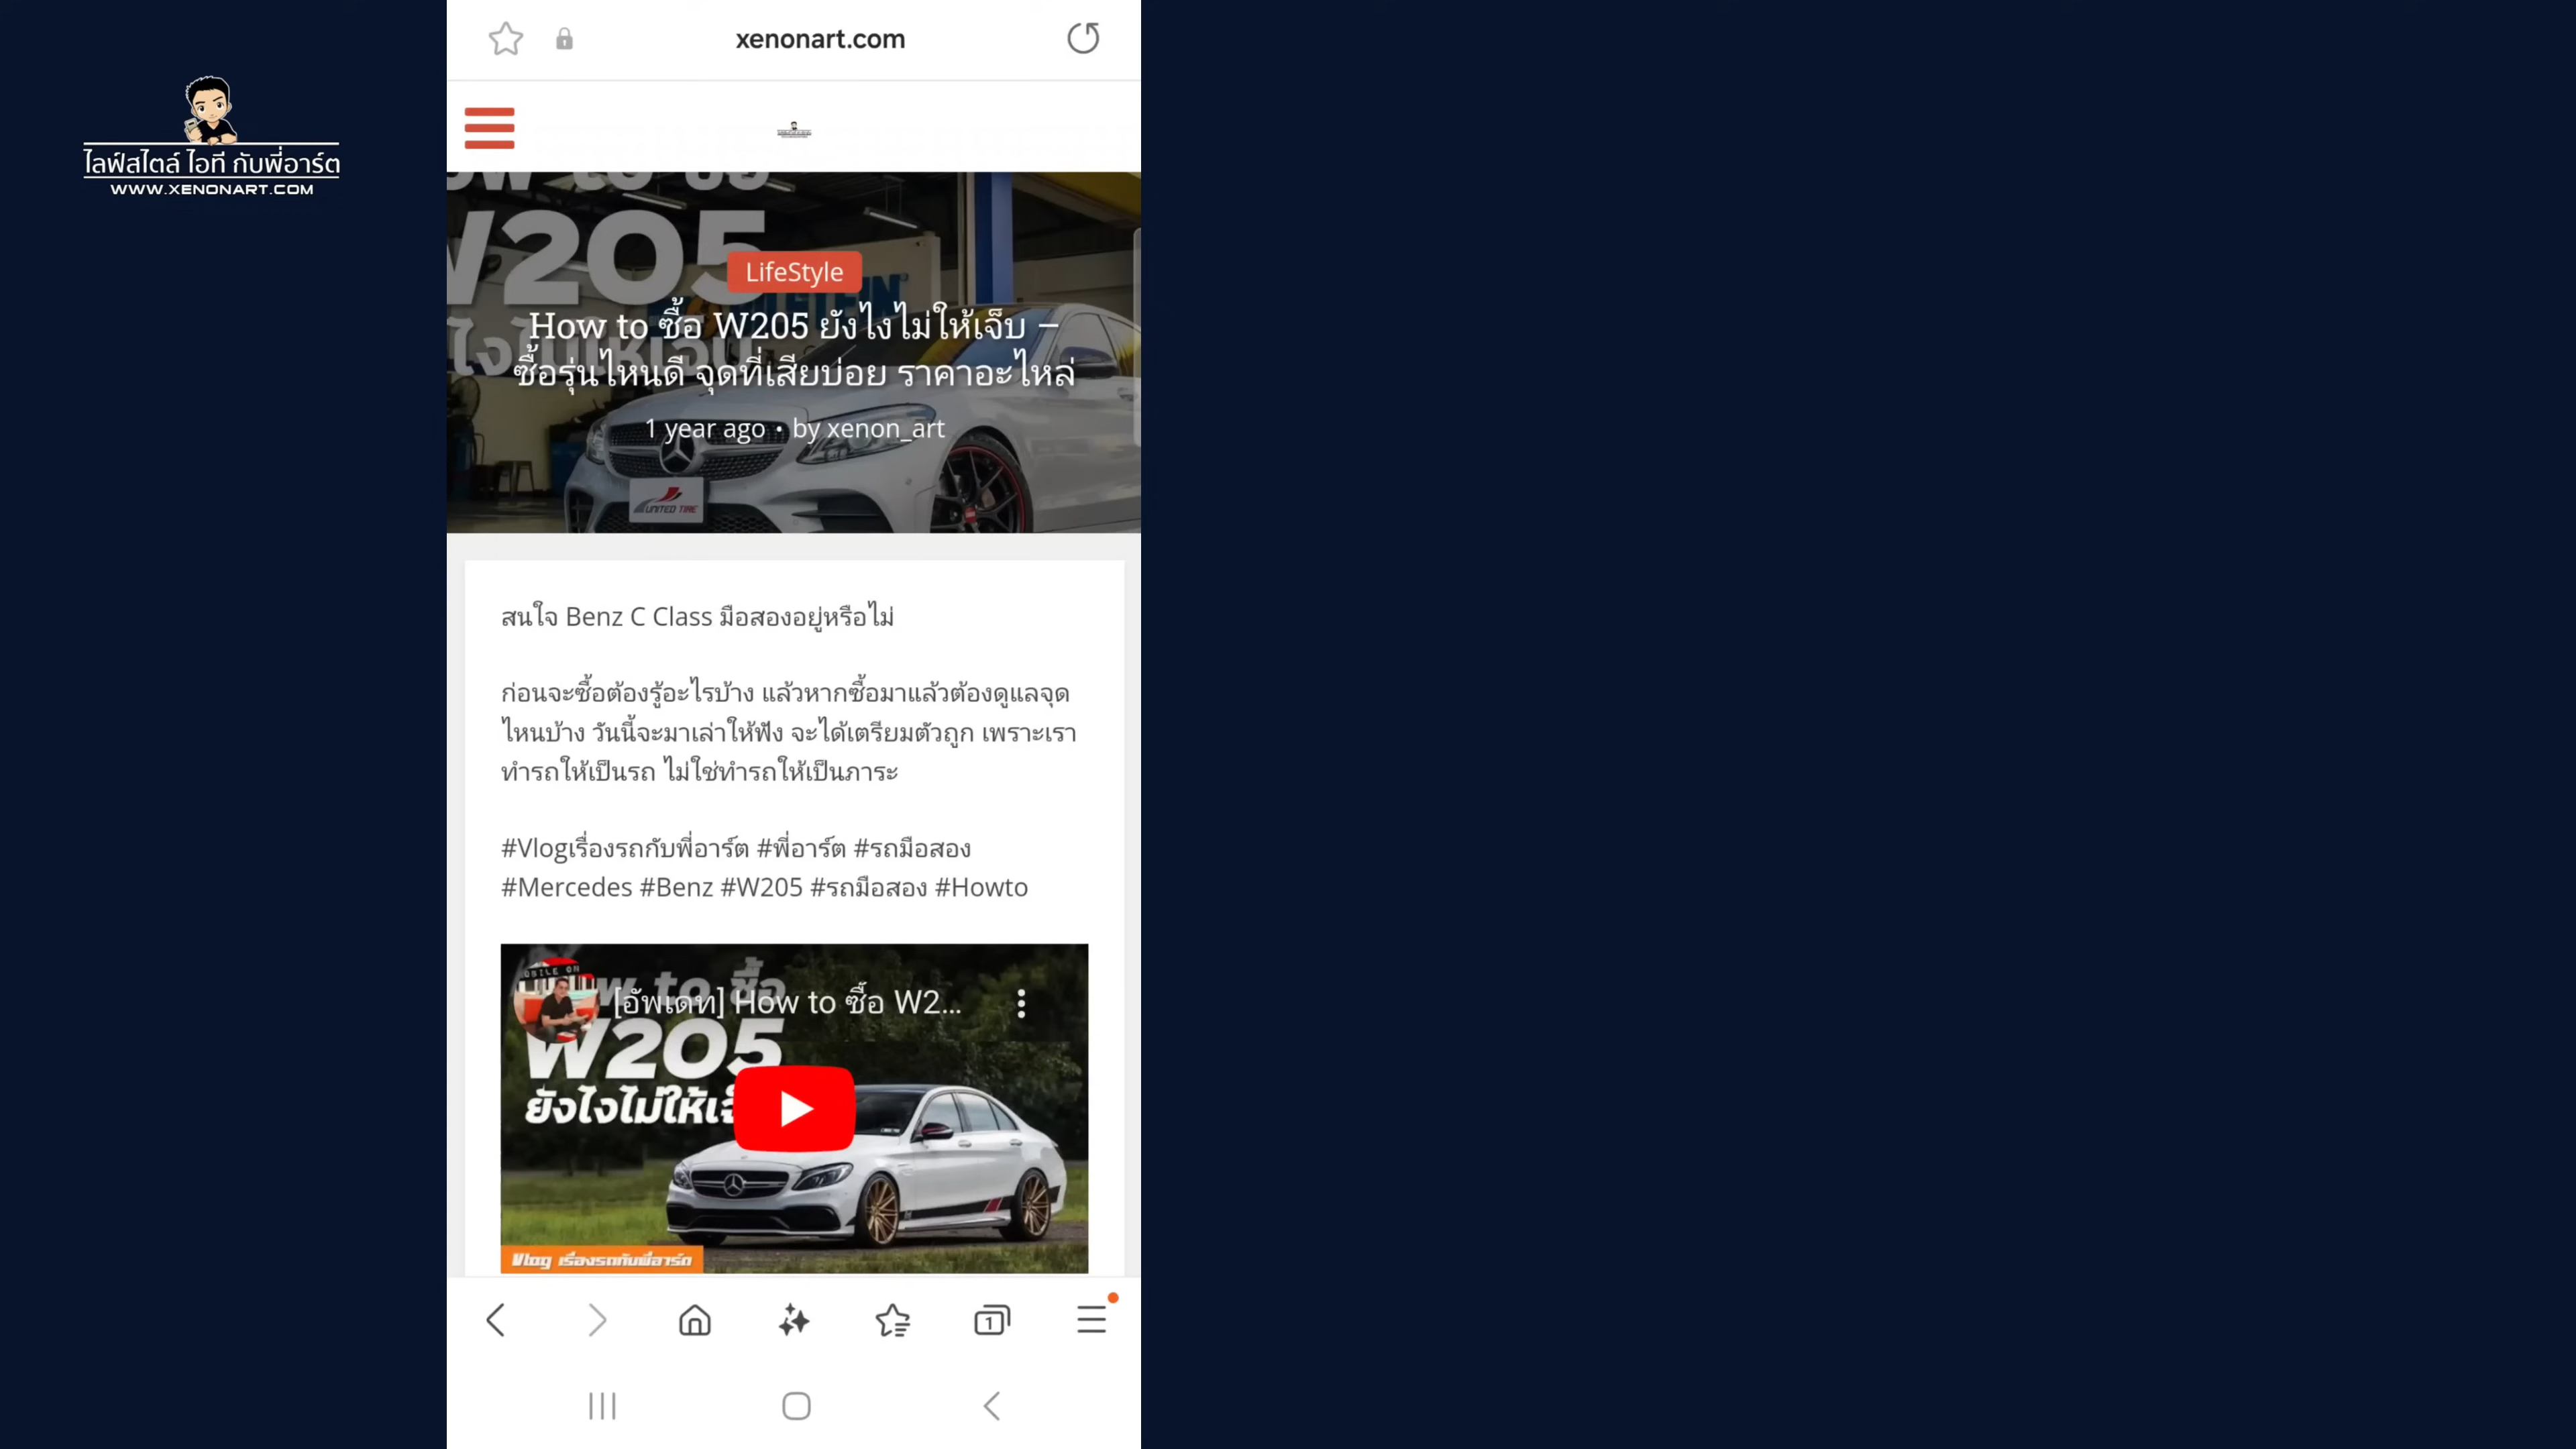 xenonart.com
ไลฟ์สไตล์ ไอที กับพี่อาร์ต
WWW.XENONART.COM
W205
LifeStyle
How to ซื้อ W205 ยังไงไม่ให้เจ็บ –
ซื้อรุ่นไหนดี จุดที่เสียบ่อย ราคาอะไหล่
1 year ago • by xenon_art
UNITED TIRE
สนใจ Benz C Class มือสองอยู่หรือไม่
ก่อนจะซื้อต้องรู้อะไรบ้าง แล้วหากซื้อมาแล้วต้องดูแลจุด
ไหนบ้าง วันนี้จะมาเล่าให้ฟัง จะได้เตรียมตัวถูก เพราะเรา
ทำรถให้เป็นรถ ไม่ใช่ทำรถให้เป็นภาระ
#Vlogเรื่องรถกับพี่อาร์ต #พี่อาร์ต #รถมือสอง
#Mercedes #Benz #W205 #รถมือสอง #Howto
[อัพเดท] How to ซื้อ W2...
W205
ยังไงไม่ให้เจ็
Vlog เรื่องรถกับพี่อาร์ต
1